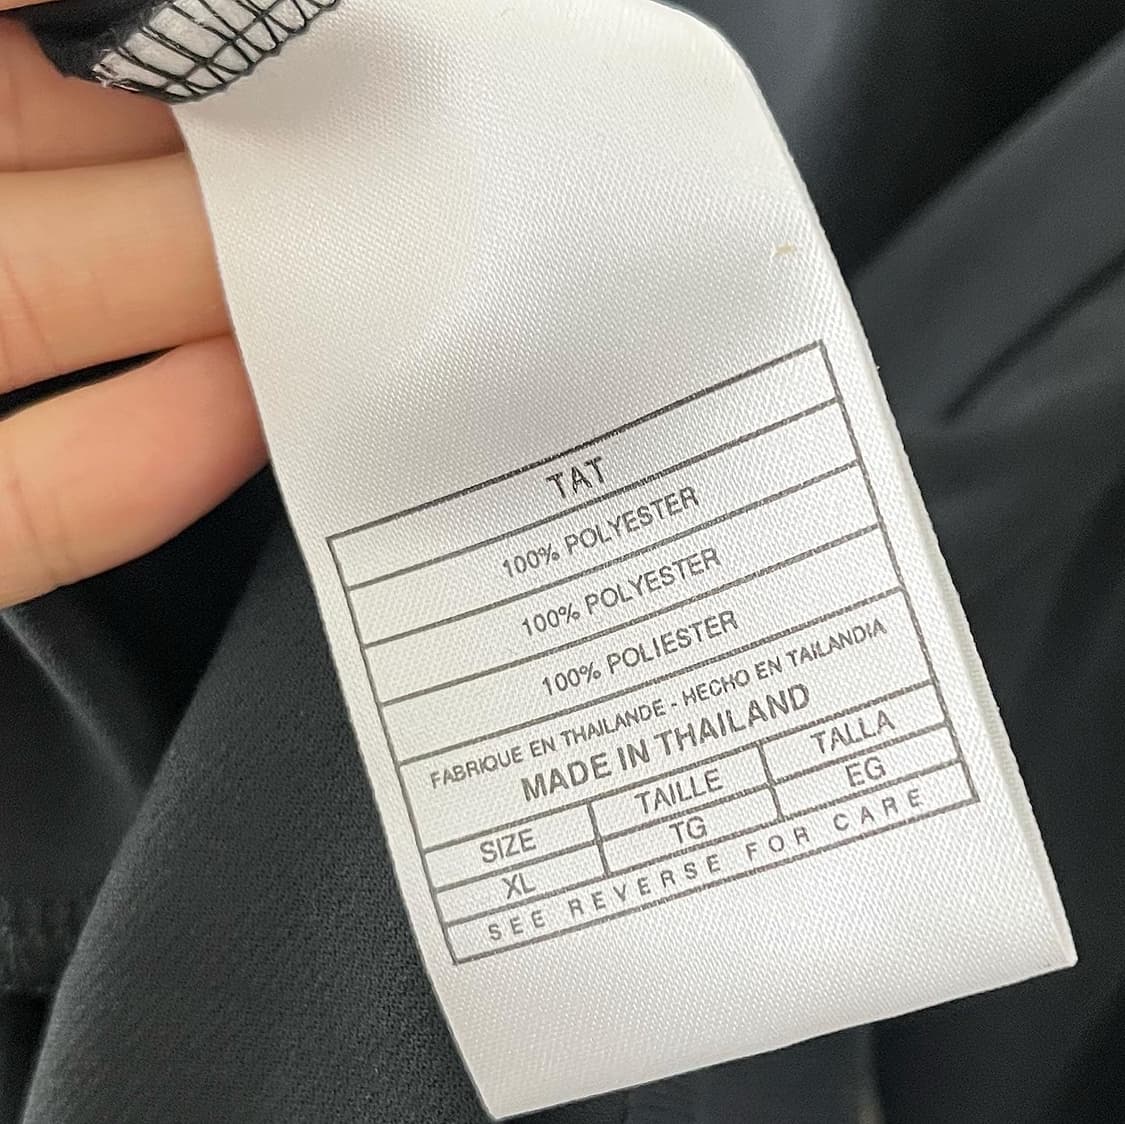 TAT
100% POLYESTER
100% POLYESTER
100% POLIESTER
FABRIQUE EN THAILANDE - HECHO EN TAILANDIA
MADE IN THAILAND
SIZE TAILLE TALLA
XL TG EG
SEE REVERSE FOR CARE